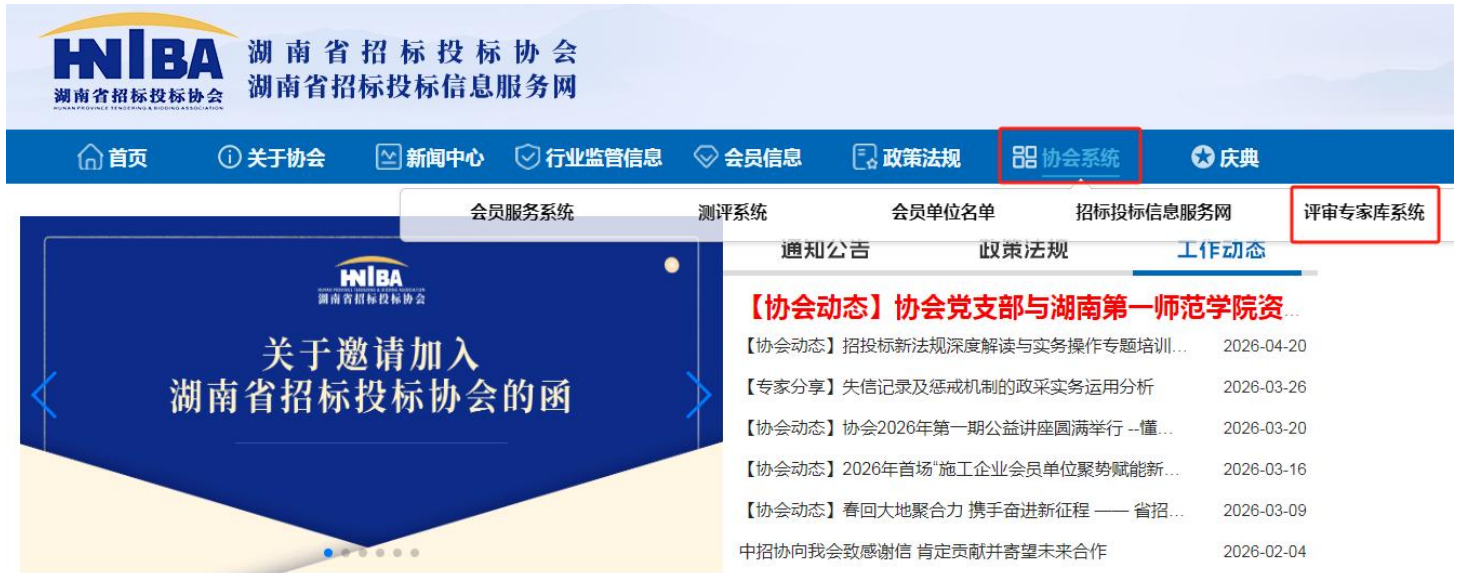 HNIBA
湖南省招标投标协会
HUNAN PROVINCE TENDERING & BIDDING ASSOCIATION
湖南省招标投标协会
湖南省招标投标信息服务网
首页 关于协会 新闻中心 行业监管信息 会员信息 政策法规 协会系统 庆典
会员服务系统 测评系统 会员单位名单 招标投标信息服务网 评审专家库系统
HNIBA
湖南省招标投标协会
关于邀请加入
湖南省招标投标协会的函
通知公告 政策法规 工作动态
【协会动态】协会党支部与湖南第一师范学院资...
【协会动态】招投标新法规深度解读与实务操作专题培训... 2026-04-20
【专家分享】失信记录及惩戒机制的政采实务运用分析 2026-03-26
【协会动态】协会2026年第一期公益讲座圆满举行 --懂... 2026-03-20
【协会动态】2026年首场“施工企业会员单位聚势赋能新... 2026-03-16
【协会动态】春回大地聚合力 携手奋进新征程 —— 省招... 2026-03-09
中招协向我会致感谢信 肯定贡献并寄望未来合作 2026-02-04